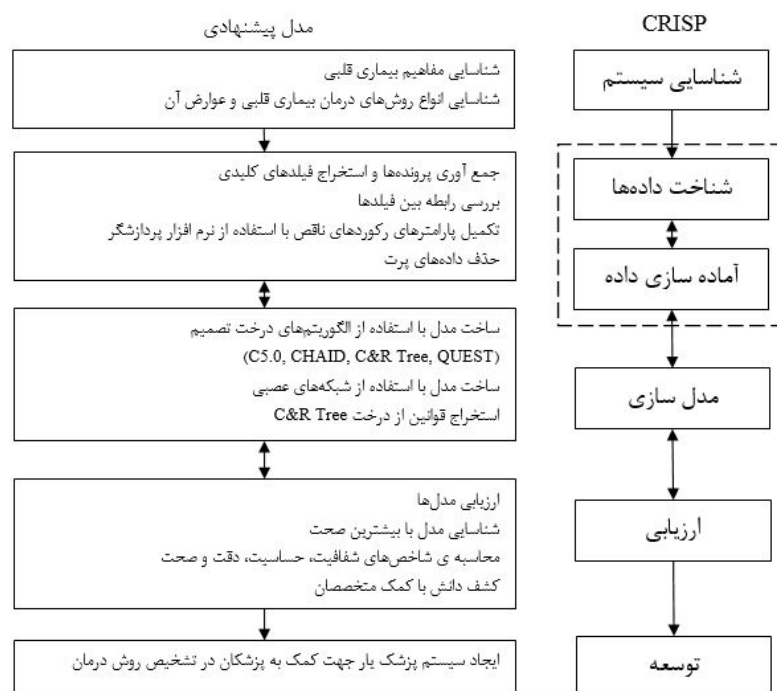 CRISP
شناسایی سیستم
شناخت داده‌ها
آماده سازی داده
مدل سازی
ارزیابی
توسعه
مدل پیشنهادی
شناسایی مفاهیم بیماری قلبی
شناسایی انواع روش‌های درمان بیماری قلبی و عوارض آن
جمع آوری پرونده‌ها و استخراج فیلدهای کلیدی
بررسی رابطه بین فیلدها
تکمیل پارامترهای رکوردهای ناقص با استفاده از نرم افزار پردازشگر
حذف داده‌های پرت
ساخت مدل با استفاده از الگوریتم‌های درخت تصمیم
(C5.0, CHAID, C&R Tree, QUEST)
ساخت مدل با استفاده از شبکه‌های عصبی
استخراج قوانین از درخت C&R Tree
ارزیابی مدل‌ها
شناسایی مدل با بیشترین صحت
محاسبه ی شاخص‌های شفافیت، حساسیت، دقت و صحت
کشف دانش با کمک متخصصان
ایجاد سیستم پزشک یار جهت کمک به پزشکان در تشخیص روش درمان